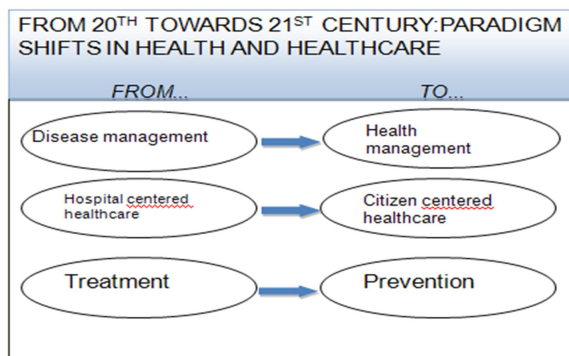 FROM 20TH TOWARDS 21ST CENTURY:PARADIGM
SHIFTS IN HEALTH AND HEALTHCARE
FROM... TO...
Disease management
Health
management
Hospital centered
healthcare
Citizen centered
healthcare
Treatment
Prevention